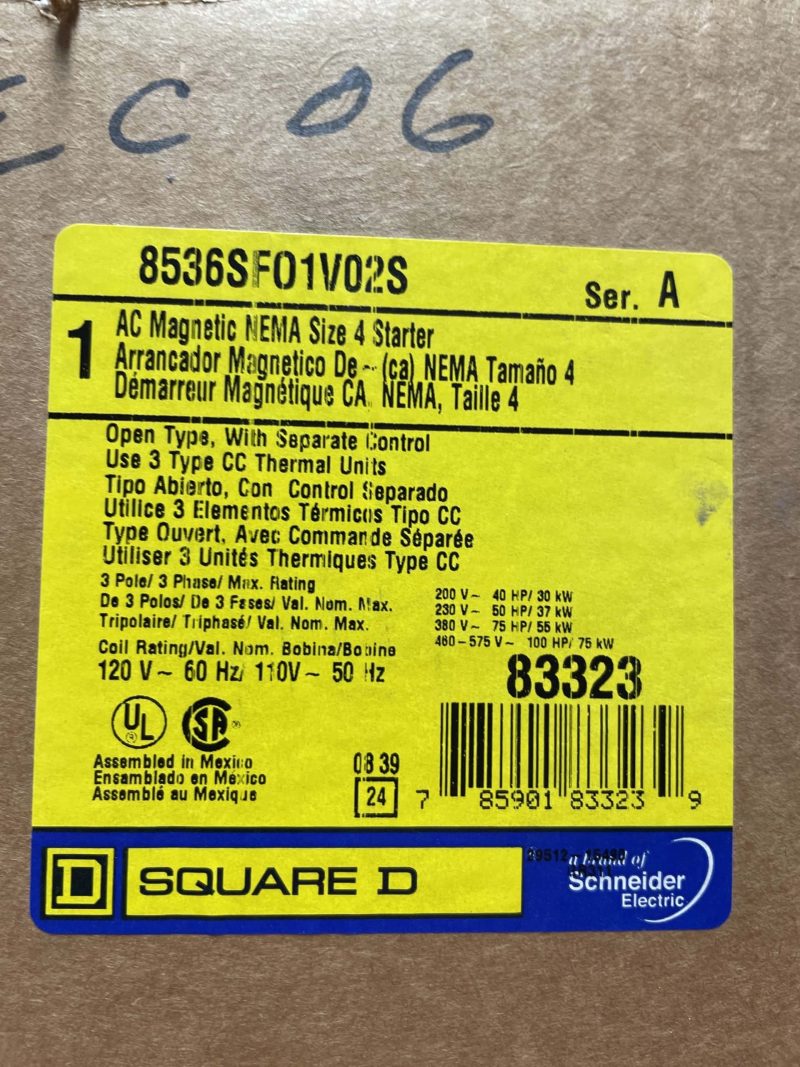 E C 06
8536SFO1V02S
Ser. A
1
AC Magnetic NEMA Size 4 Starter
Arrancador Magnetico De ~ (ca) NEMA Tamaño 4
Démarreur Magnétique CA, NEMA, Taille 4
Open Type, With Separate Control
Use 3 Type CC Thermal Units
Tipo Abierto, Con Control Separado
Utilice 3 Elementos Térmicos Tipo CC
Type Ouvert, Avec Commande Séparée
Utiliser 3 Unités Thermiques Type CC
3 Pole/ 3 Phase/ Max. Rating
De 3 Polos/ De 3 Fases/ Val. Nom. Max.
Tripolaire/ Triphasé/ Val. Nom. Max.
200 V ~ 40 HP/ 30 kW
230 V ~ 50 HP/ 37 kW
380 V ~ 75 HP/ 55 kW
460-575 V ~ 100 HP/ 75 kW
Coil Rating/Val. Nom. Bobina/Bobine
120 V ~ 60 Hz/ 110V ~ 50 Hz
83323
UL
SA
Assembled in Mexico
Ensamblado en México
Assemblé au Mexique
08 39
24
7 85901 83323 9
D
SQUARE D
a brand of
Schneider
Electric